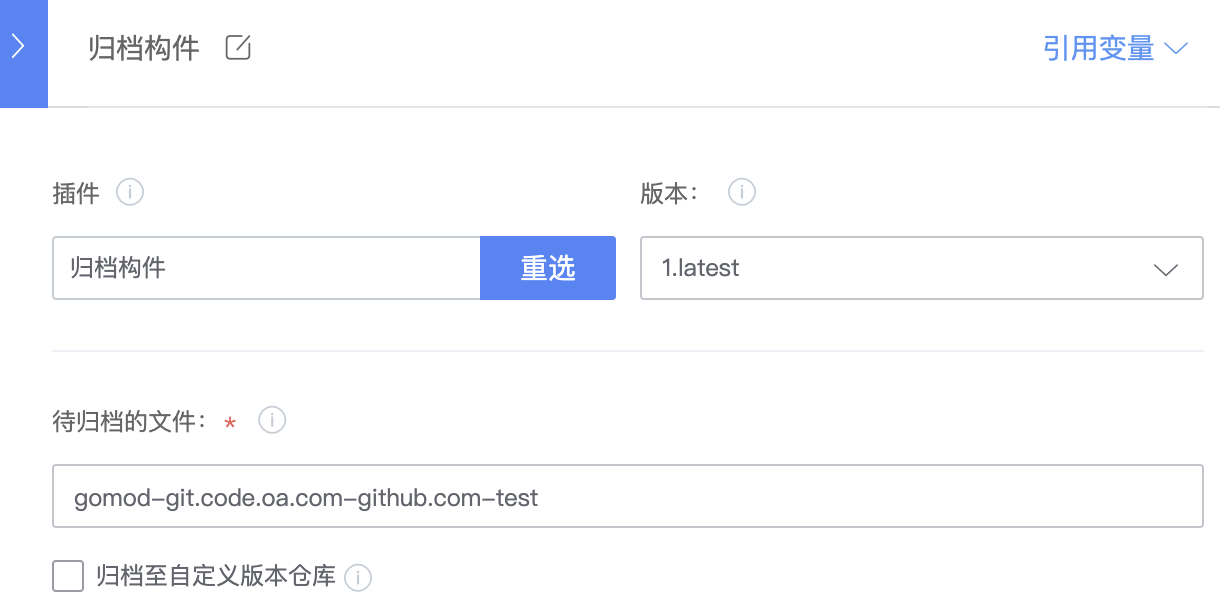 归档构件
引用变量
插件
版本：
归档构件
重选
1.latest
待归档的文件： *
gomod-git.code.oa.com-github.com-test
归档至自定义版本仓库